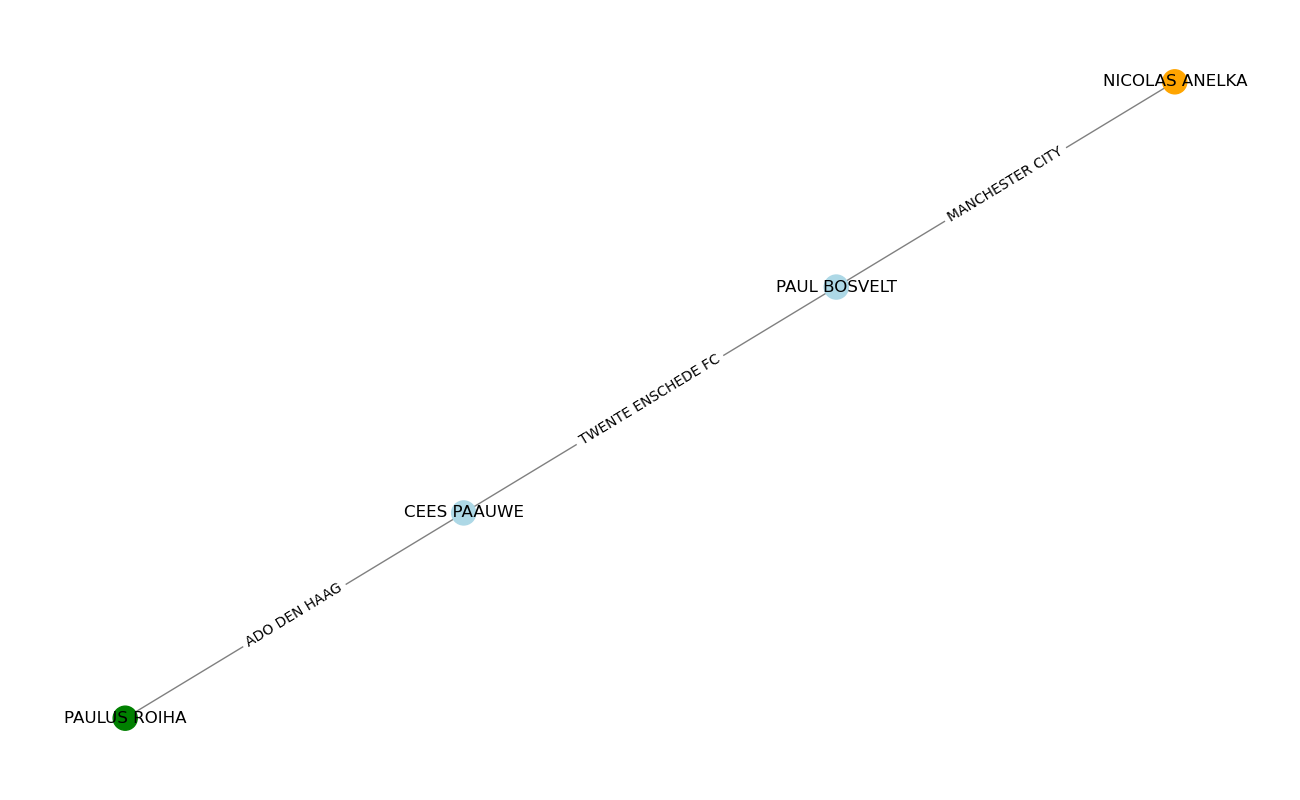 NICOLAS ANELKA
MANCHESTER CITY
PAUL BOSVELT
TWENTE ENSCHEDE FC
CEES PAAUWE
ADO DEN HAAG
PAULUS ROIHA